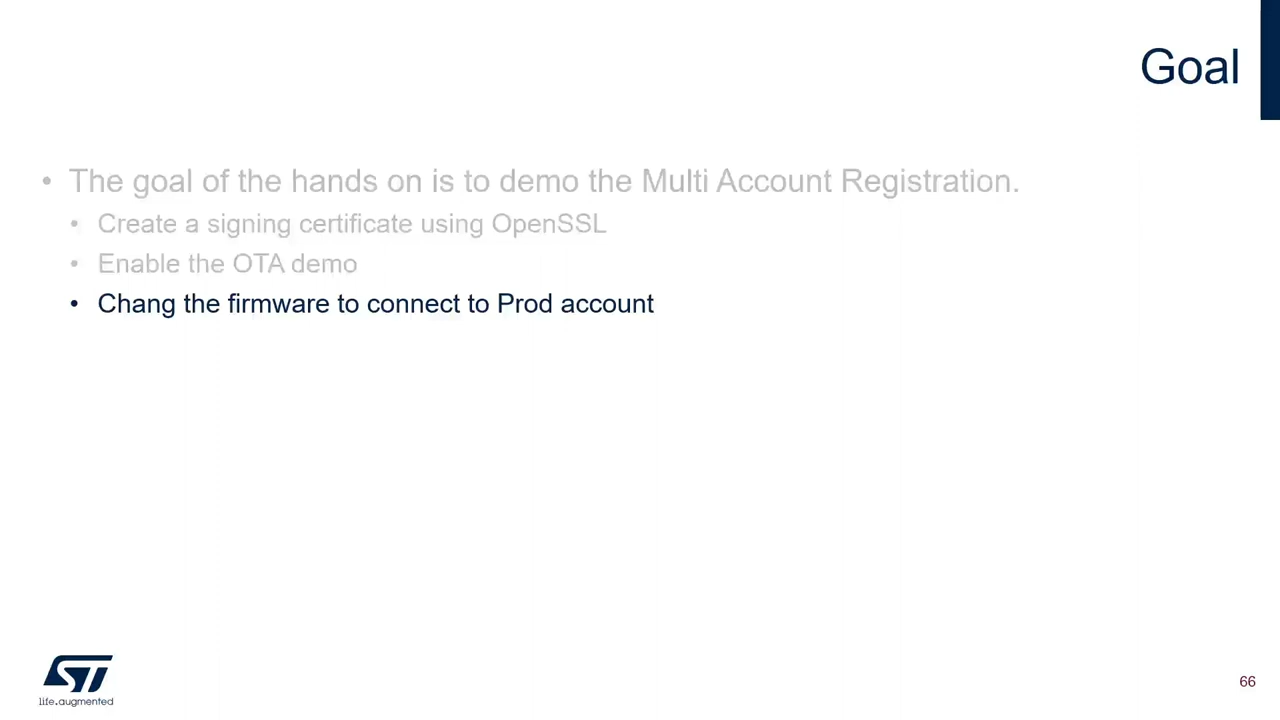 Goal
• The goal of the hands on is to demo the Multi Account Registration.
• Create a signing certificate using OpenSSL
• Enable the OTA demo
• Chang the firmware to connect to Prod account
ST
life.augmented
66